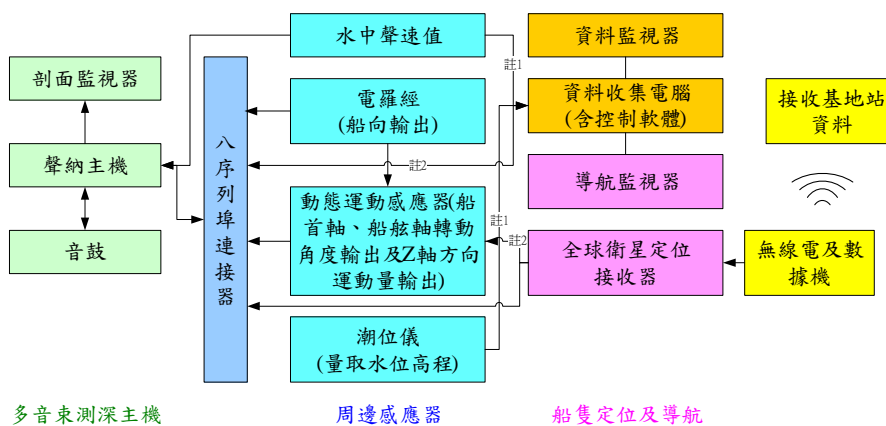 水中聲速值
資料監視器
註1
剖面監視器
電羅經
(船向輸出)
資料收集電腦
(含控制軟體)
接收基地站
資料
聲納主機
八序列埠連接器
註2
導航監視器
動態運動感應器(船
首軸、船舷軸轉動
角度輸出及Z軸方向
運動量輸出)
註1
註2
音鼓
全球衛星定位
接收器
無線電及數
據機
潮位儀
(量取水位高程)
多音束測深主機
周邊感應器
船隻定位及導航